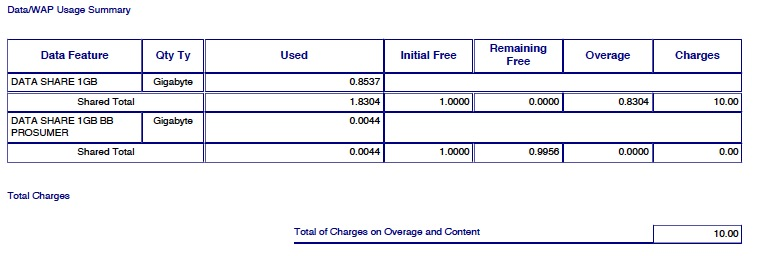 Data/WAP Usage Summary
Data Feature Qty Ty Used Initial Free Remaining Free Overage Charges
DATA SHARE 1GB Gigabyte 0.8537
Shared Total 1.8304 1.0000 0.0000 0.8304 10.00
DATA SHARE 1GB BB PROSUMER Gigabyte 0.0044
Shared Total 0.0044 1.0000 0.9956 0.0000 0.00
Total Charges
Total of Charges on Overage and Content 10.00